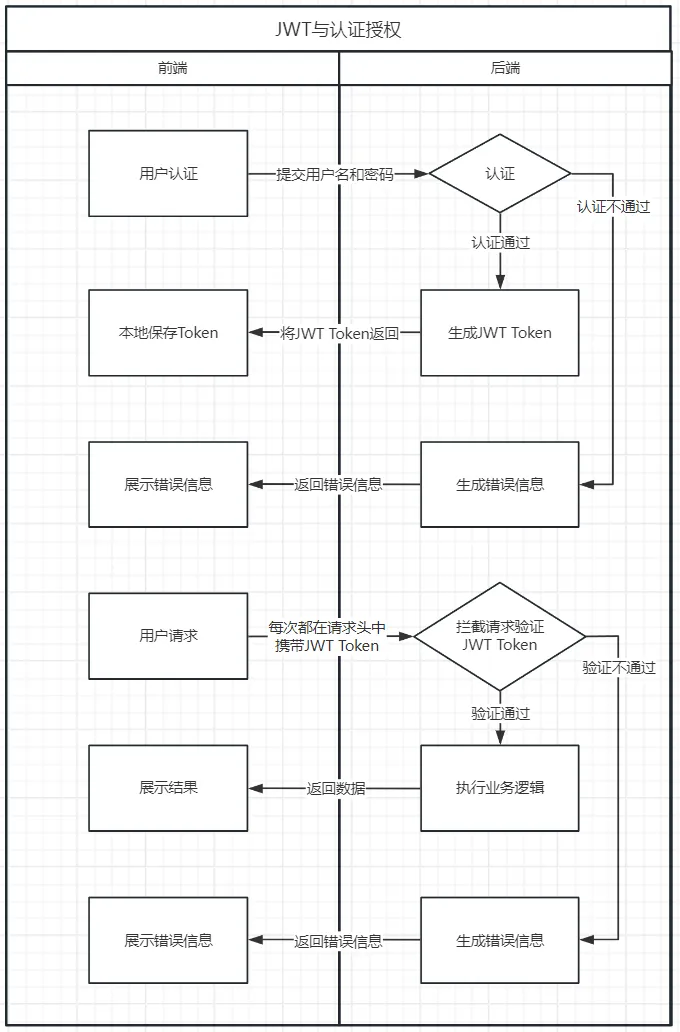 JWT与认证授权
前端
后端
用户认证
提交用户名和密码
认证
认证不通过
认证通过
本地保存Token
将JWT Token返回
生成JWT Token
展示错误信息
返回错误信息
生成错误信息
用户请求
每次都在请求头中
携带JWT Token
拦截请求验证
JWT Token
验证不通过
验证通过
展示结果
返回数据
执行业务逻辑
展示错误信息
返回错误信息
生成错误信息